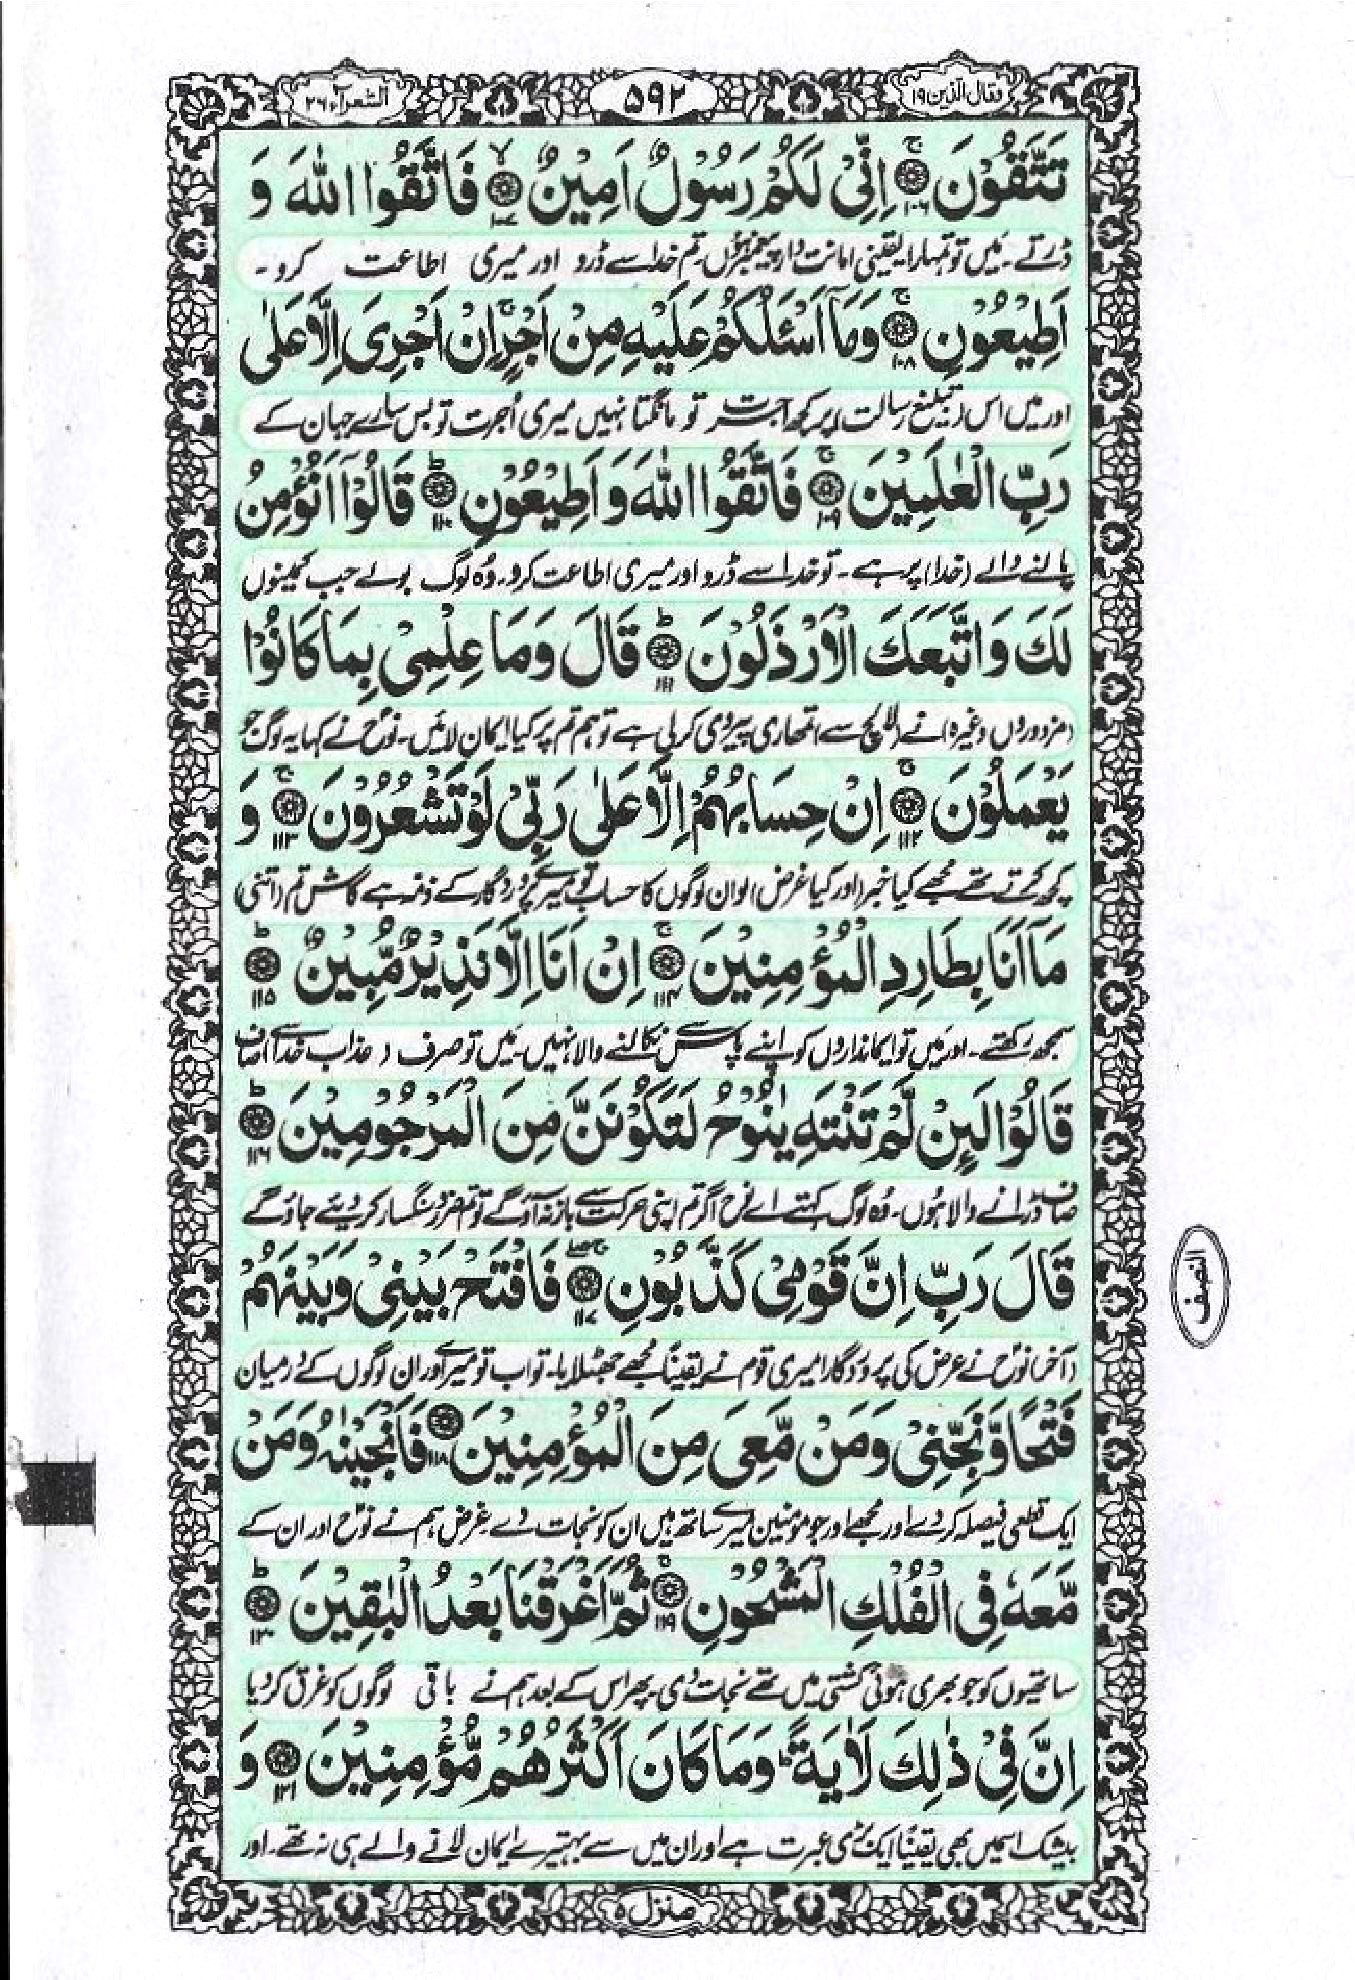 وقال الذین ۱۹
۵۹۲
الشعرآء ۲۶
تَتَّقُوْنَ ۱۰۶ اِنِّیْ لَكُمْ رَسُوْلٌ اَمِیْنٌ ۱۰۷ فَاتَّقُوا اللّٰهَ وَ
ڈرتے۔ میں تو تمہارا یقینی امانت دار پیغمبر ہوں تم خدا سے ڈرو اور میری اطاعت کرو۔
اَطِیْعُوْنِ ۱۰۸ وَمَاۤ اَسْـَٔلُكُمْ عَلَیْهِ مِنْ اَجْرٍ اِنْ اَجْرِیَ اِلَّا عَلٰی
اور میں اس (تبلیغ رسالت) پر کچھ اجرت تو مانگتا نہیں میری اُجرت تو بس سارے جہان کے
رَبِّ الْعٰلَمِیْنَ ۱۰۹ فَاتَّقُوا اللّٰهَ وَ اَطِیْعُوْنِ ۱۱۰ قَالُوْۤا اَنُؤْمِنُ
پالنے والے (خدا) پر ہے۔ تو خدا سے ڈرو اور میری اطاعت کرو۔ وہ لوگ بولے جب کمینوں
لَكَ وَ اتَّبَعَكَ الْاَرْذَلُوْنَ ۱۱۱ قَالَ وَمَا عِلْمِیْ بِمَا كَانُوْا
(مزدوروں وغیرہ) نے (لالچ سے) تمھاری پیروی کر لی ہے تو ہم تم پر کیا ایمان لائیں۔ نوحؑ نے کہا یہ لوگ جو
یَعْمَلُوْنَ ۱۱۲ اِنْ حِسَابُهُمْ اِلَّا عَلٰی رَبِّیْ لَوْ تَشْعُرُوْنَ ۱۱۳ وَ
کچھ کرتے تھے مجھے کیا خبر (اور کیا غرض) ان لوگوں کا حساب تو میرے پروردگار کے ذمہ ہے کاش تم (اتنی)
مَاۤ اَنَا بِطَارِدِ الْمُؤْمِنِیْنَ ۱۱۴ اِنْ اَنَا اِلَّا نَذِیْرٌ مُّبِیْنٌ ۱۱۵
سمجھ رکھتے۔ اور میں تو ایمانداروں کو اپنے پاس سے نکالنے والا نہیں۔ میں تو صرف (عذاب خدا سے) صاف
قَالُوْا لَىِٕنْ لَّمْ تَنْتَهِ یٰنُوْحُ لَتَكُوْنَنَّ مِنَ الْمَرْجُوْمِیْنَ ۱۱۶
صاف ڈرانے والا ہوں۔ وہ لوگ کہنے اے نوح اگر تم اپنی حرکت سے باز نہ آؤ گے تو تم ضرور سنگسار کر دیئے جاؤ گے
قَالَ رَبِّ اِنَّ قَوْمِیْ كَذَّبُوْنِ ۱۱۷ فَافْتَحْ بَیْنِیْ وَ بَیْنَهُمْ
(آخر) نوحؑ نے عرض کی پروردگارا میری قوم نے یقیناً مجھے جھٹلایا۔ تو اب تو میرے اور ان لوگوں کے درمیان
فَتْحًا وَّ نَجِّنِیْ وَمَنْ مَّعِیَ مِنَ الْمُؤْمِنِیْنَ ۱۱۸ فَاَنْجَیْنٰهُ وَمَنْ
ایک قطعی فیصلہ کر دے اور مجھے اور جو مؤمنین میرے ساتھ ہیں ان کو نجات دے غرض ہم نے نوحؑ اور ان کے
مَّعَهٗ فِی الْفُلْكِ الْمَشْحُوْنِ ۱۱۹ ثُمَّ اَغْرَقْنَا بَعْدُ الْبٰقِیْنَ ۱۲۰
ساتھیوں کو جو بھری ہوئی کشتی میں تھے نجات دی پھر اس کے بعد ہم نے باقی لوگوں کو غرق کر دیا
اِنَّ فِیْ ذٰلِكَ لَاٰیَةً ؕ وَمَا كَانَ اَكْثَرُهُمْ مُّؤْمِنِیْنَ ۱۲۱ وَ
بیشک اسمیں بھی یقیناً ایک بڑی عبرت ہے اور ان میں سے بہتیرے ایمان لانے والے ہی نہ تھے۔ اور
منزل ۵
النصف